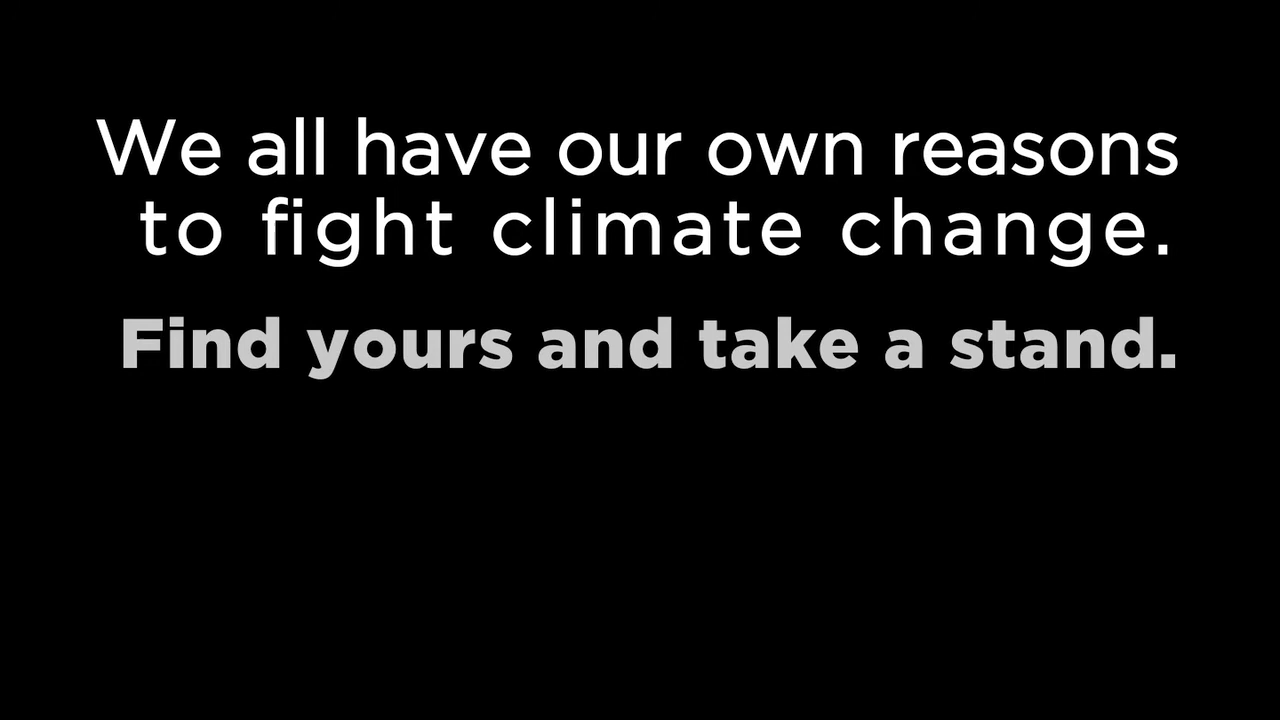 We all have our own reasons
to fight climate change.
Find yours and take a stand.